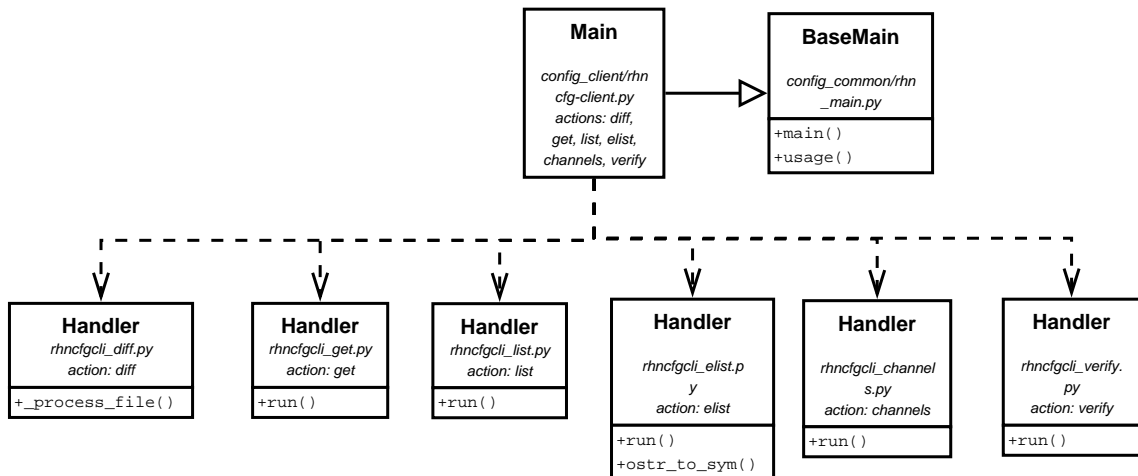 Main
config_client/rhn
cfg-client.py
actions: diff,
get, list, elist,
channels, verify
BaseMain
config_common/rhn
_main.py
+main()
+usage()
Handler
rhncfgcli_diff.py
action: diff
+_process_file()
Handler
rhncfgcli_get.py
action: get
+run()
Handler
rhncfgcli_list.py
action: list
+run()
Handler
rhncfgcli_elist.p
y
action: elist
+run()
+ostr_to_sym()
Handler
rhncfgcli_channel
s.py
action: channels
+run()
Handler
rhncfgcli_verify.
py
action: verify
+run()